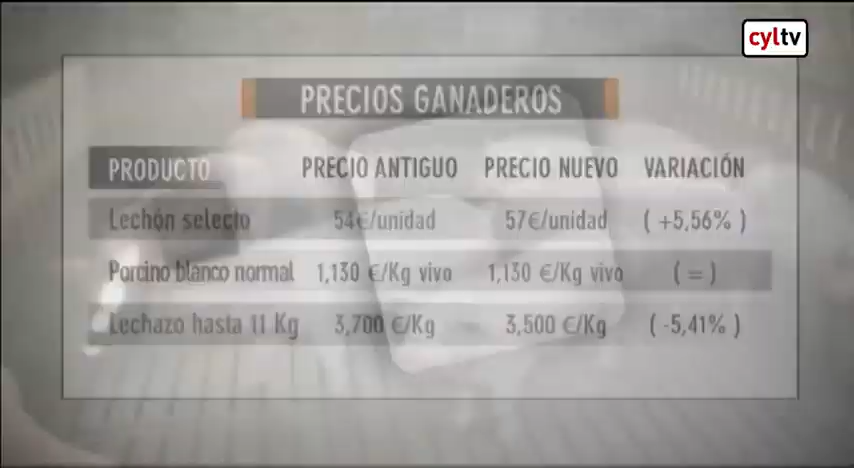 cyltv
PRECIOS GANADEROS
PRODUCTO PRECIO ANTIGUO PRECIO NUEVO VARIACIÓN
Lechón selecto 54€/unidad 57€/unidad ( +5,56% )
Porcino blanco normal 1,130 €/Kg vivo 1,130 €/Kg vivo ( = )
Lechazo hasta 11 Kg 3,700 €/Kg 3,500 €/Kg ( -5,41% )